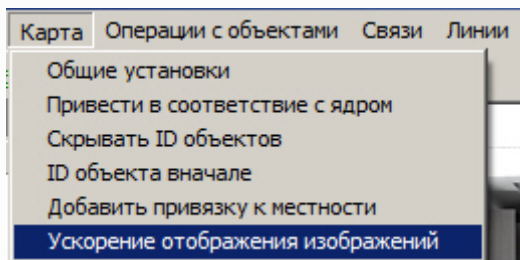 Карта Операции с объектами Связи Линии
Общие установки
Привести в соответствие с ядром
Скрывать ID объектов
ID объекта вначале
Добавить привязку к местности
Ускорение отображения изображений